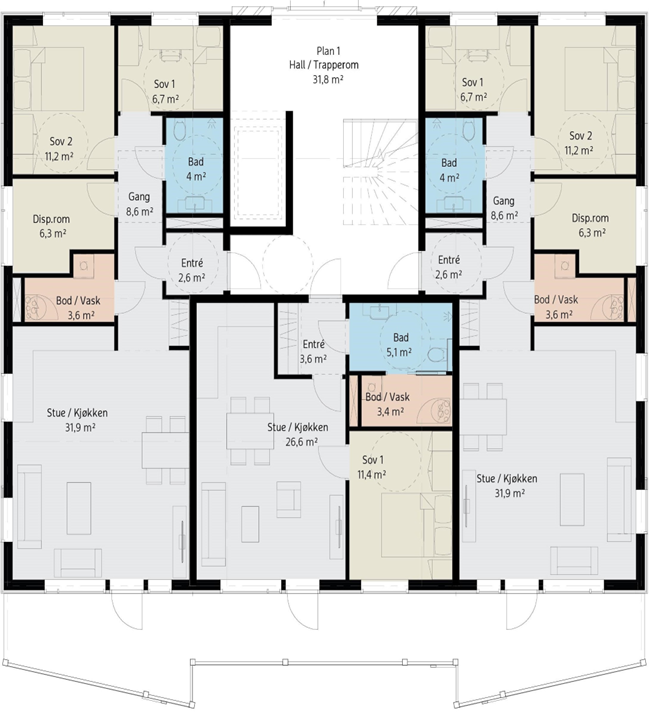 Plan 1
Hall / Trapperom
31,8 m²
Sov 1
6,7 m²
Sov 2
11,2 m²
Bad
4 m²
Gang
8,6 m²
Disp.rom
6,3 m²
Entré
2,6 m²
Bod / Vask
3,6 m²
Stue / Kjøkken
31,9 m²
Sov 1
6,7 m²
Sov 2
11,2 m²
Bad
4 m²
Gang
8,6 m²
Disp.rom
6,3 m²
Entré
2,6 m²
Bod / Vask
3,6 m²
Entré
3,6 m²
Bad
5,1 m²
Bod / Vask
3,4 m²
Stue / Kjøkken
26,6 m²
Sov 1
11,4 m²
Stue / Kjøkken
31,9 m²